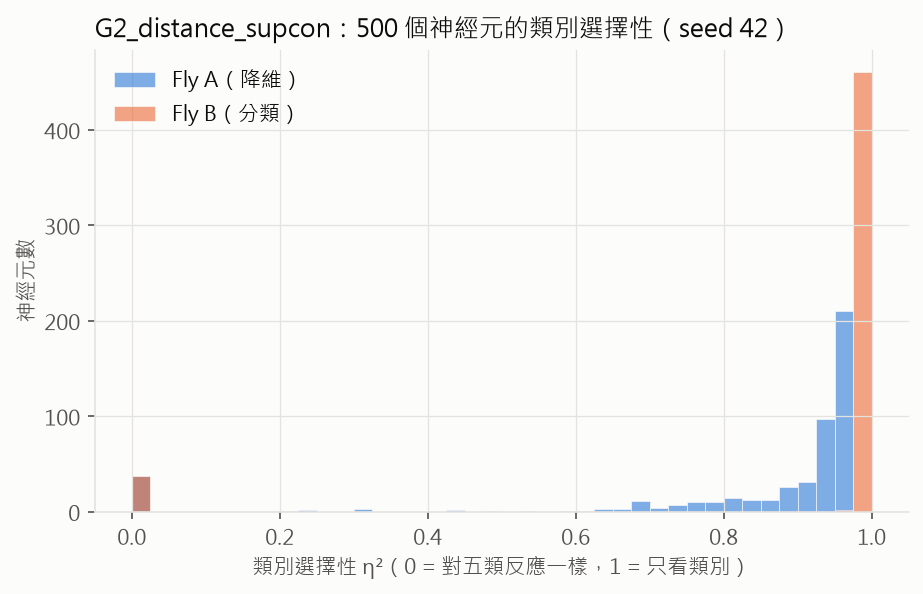 G2_distance_supcon：500 個神經元的類別選擇性（seed 42）
Fly A（降維）
Fly B（分類）
神經元數
400
300
200
100
0
0.0 0.2 0.4 0.6 0.8 1.0
類別選擇性 η²（0 = 對五類反應一樣，1 = 只看類別）